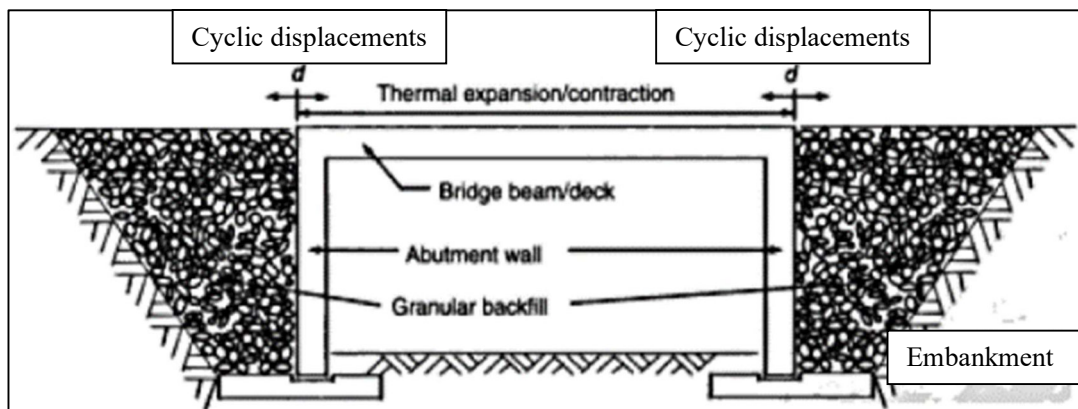 Cyclic displacements
Cyclic displacements
d
d
Thermal expansion/contraction
Bridge beam/deck
Abutment wall
Granular backfill
Embankment